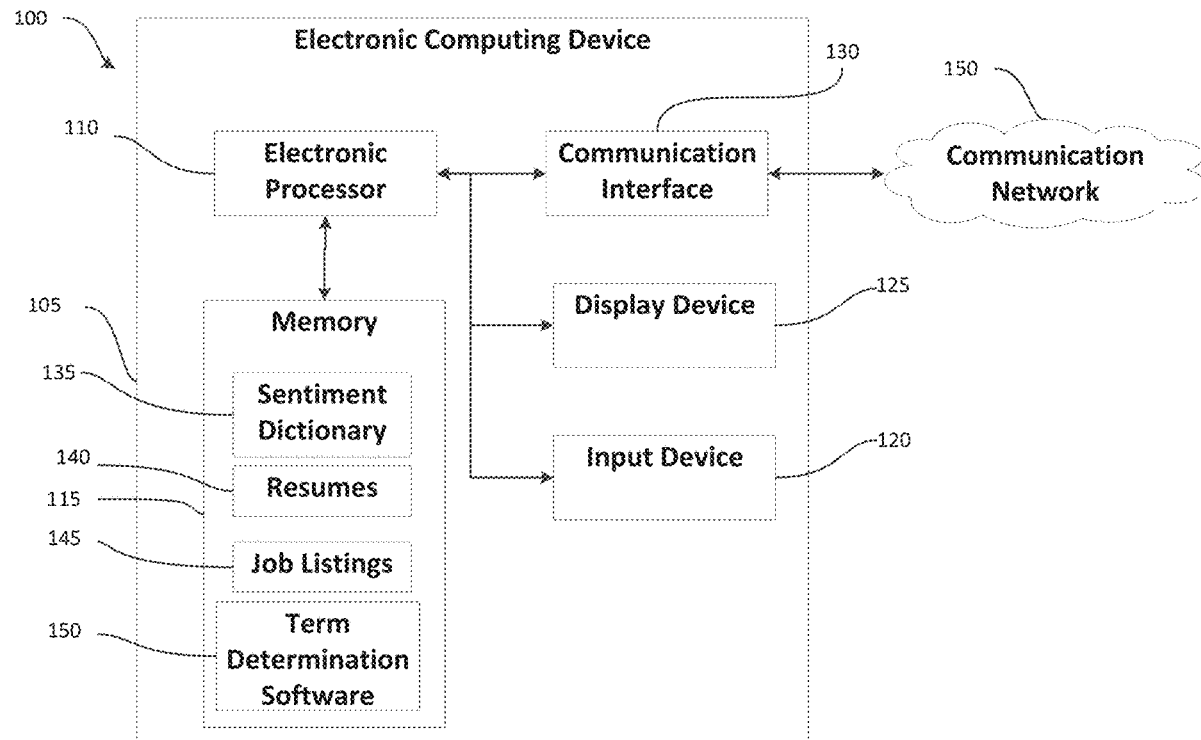 100
Electronic Computing Device
130
150
110
Electronic
Processor
Communication
Interface
Communication
Network
105
Memory
Display Device
125
135
Sentiment
Dictionary
140
Resumes
115
Input Device
120
145
Job Listings
150
Term
Determination
Software